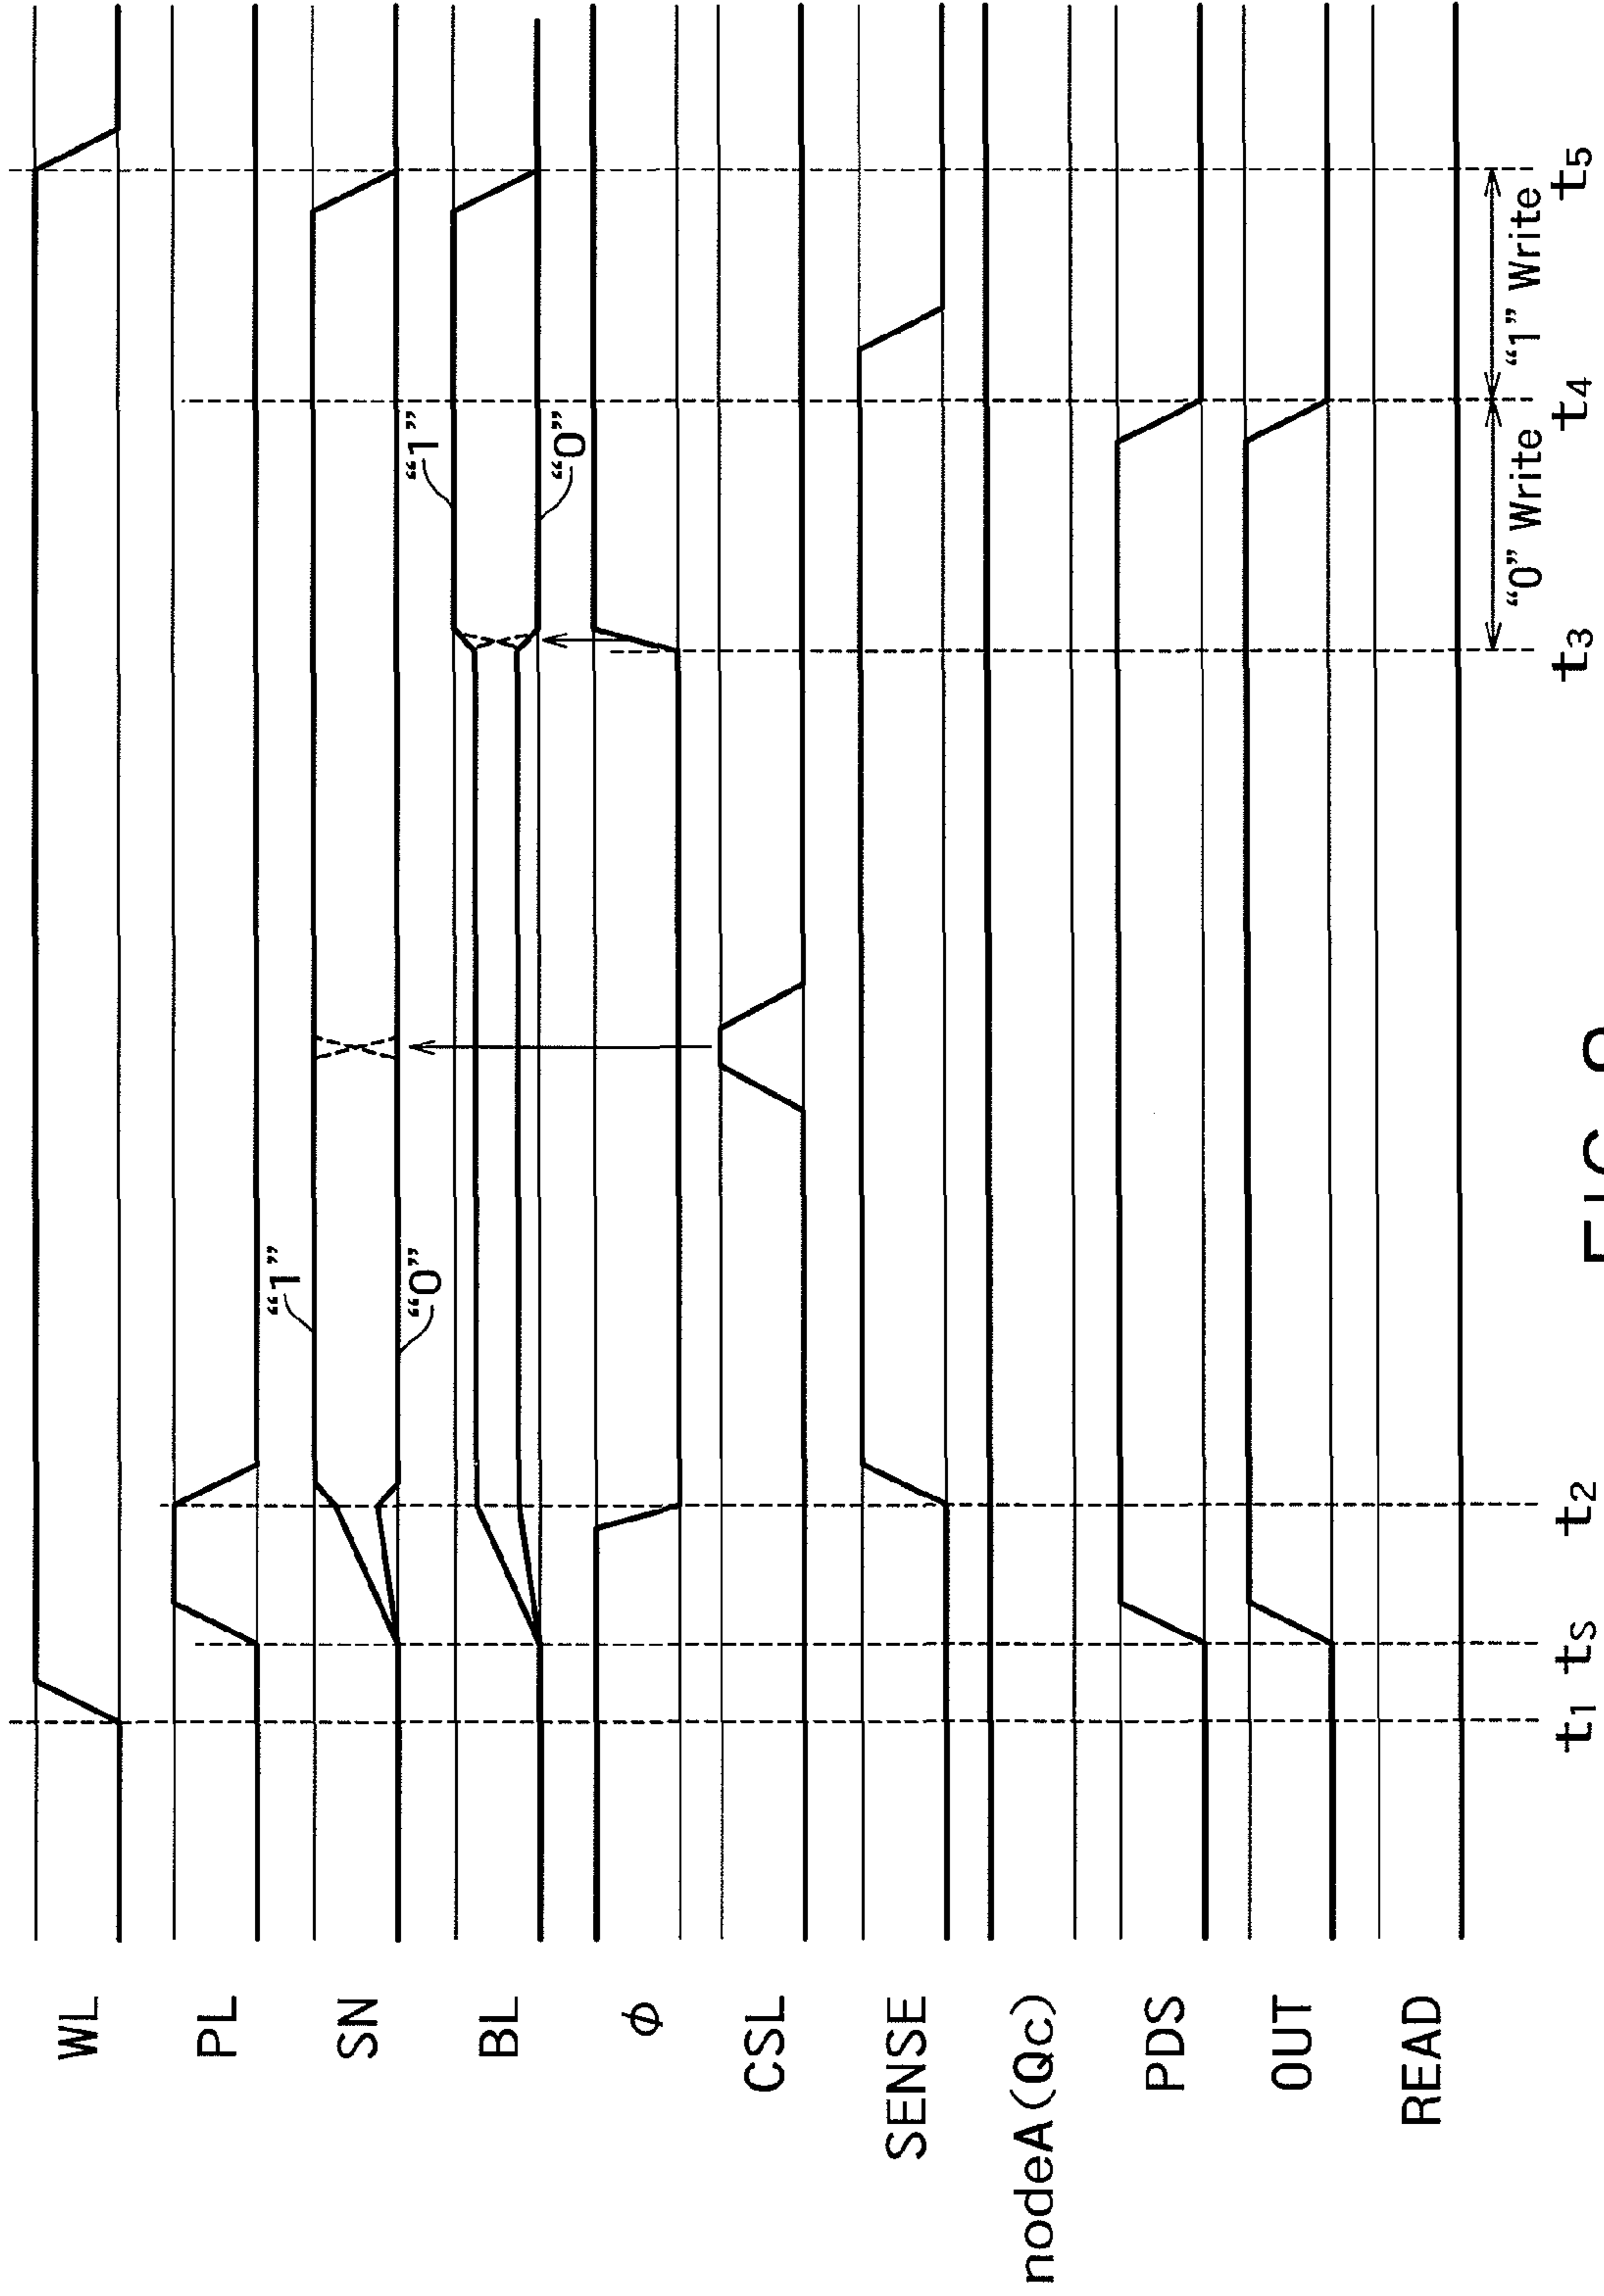 WL
PL
SN
"1"
"0"
BL
"1"
"0"
φ
CSL
SENSE
nodeA(Qc)
PDS
OUT
READ
"0" Write
"1" Write
t1 ts t2 t3 t4 t5